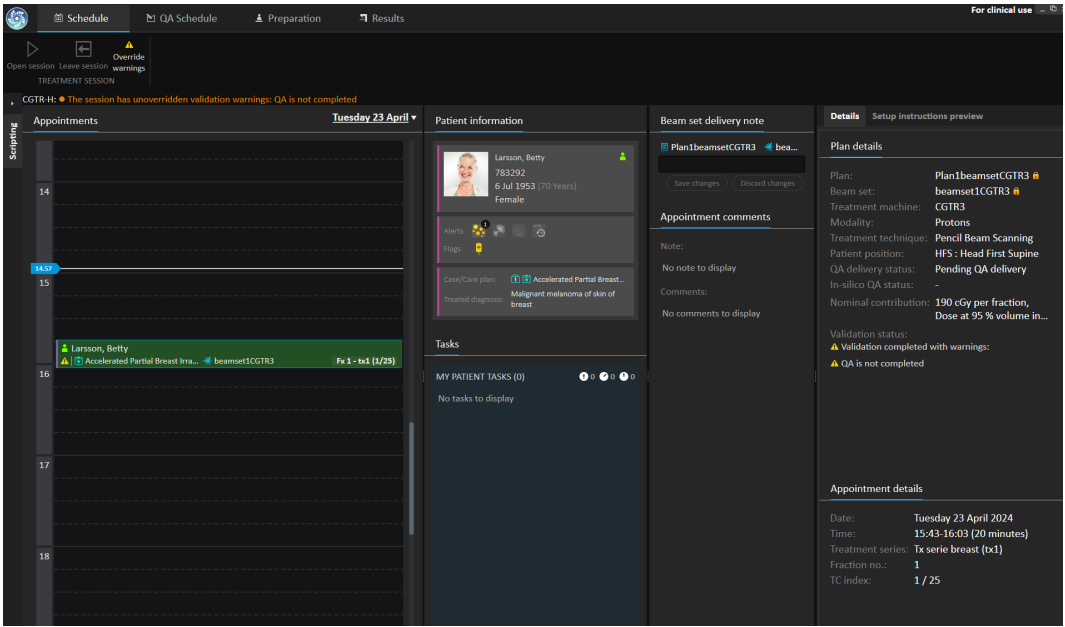 Schedule
QA Schedule
Preparation
Results
For clinical use
Open session
Leave session
Override warnings
TREATMENT SESSION
CGTR-H: The session has unoverridden validation warnings: QA is not completed
Scripting
Appointments
Tuesday 23 April
14
14.57
15
Larsson, Betty
Accelerated Partial Breast Irra... beamset1CGTR3 Fx 1 - tx1 (1/25)
16
17
18
Patient information
Larsson, Betty
783292
6 Jul 1953 (70 Years)
Female
Alerts: 1
Flags:
Case/Care plan: 1 Accelerated Partial Breast...
Treated diagnosis: Malignant melanoma of skin of
breast
Tasks
MY PATIENT TASKS (0) 0 0 0
No tasks to display
Beam set delivery note
Plan1beamsetCGTR3 bea...
Save changes Discard changes
Appointment comments
Note:
No note to display
Comments:
No comments to display
Details Setup instructions preview
Plan details
Plan: Plan1beamsetCGTR3
Beam set: beamset1CGTR3
Treatment machine: CGTR3
Modality: Protons
Treatment technique: Pencil Beam Scanning
Patient position: HFS : Head First Supine
QA delivery status: Pending QA delivery
In-silico QA status: -
Nominal contribution: 190 cGy per fraction,
Dose at 95 % volume in...
Validation status:
Validation completed with warnings:
QA is not completed
Appointment details
Date: Tuesday 23 April 2024
Time: 15:43-16:03 (20 minutes)
Treatment series: Tx serie breast (tx1)
Fraction no.: 1
TC index: 1 / 25